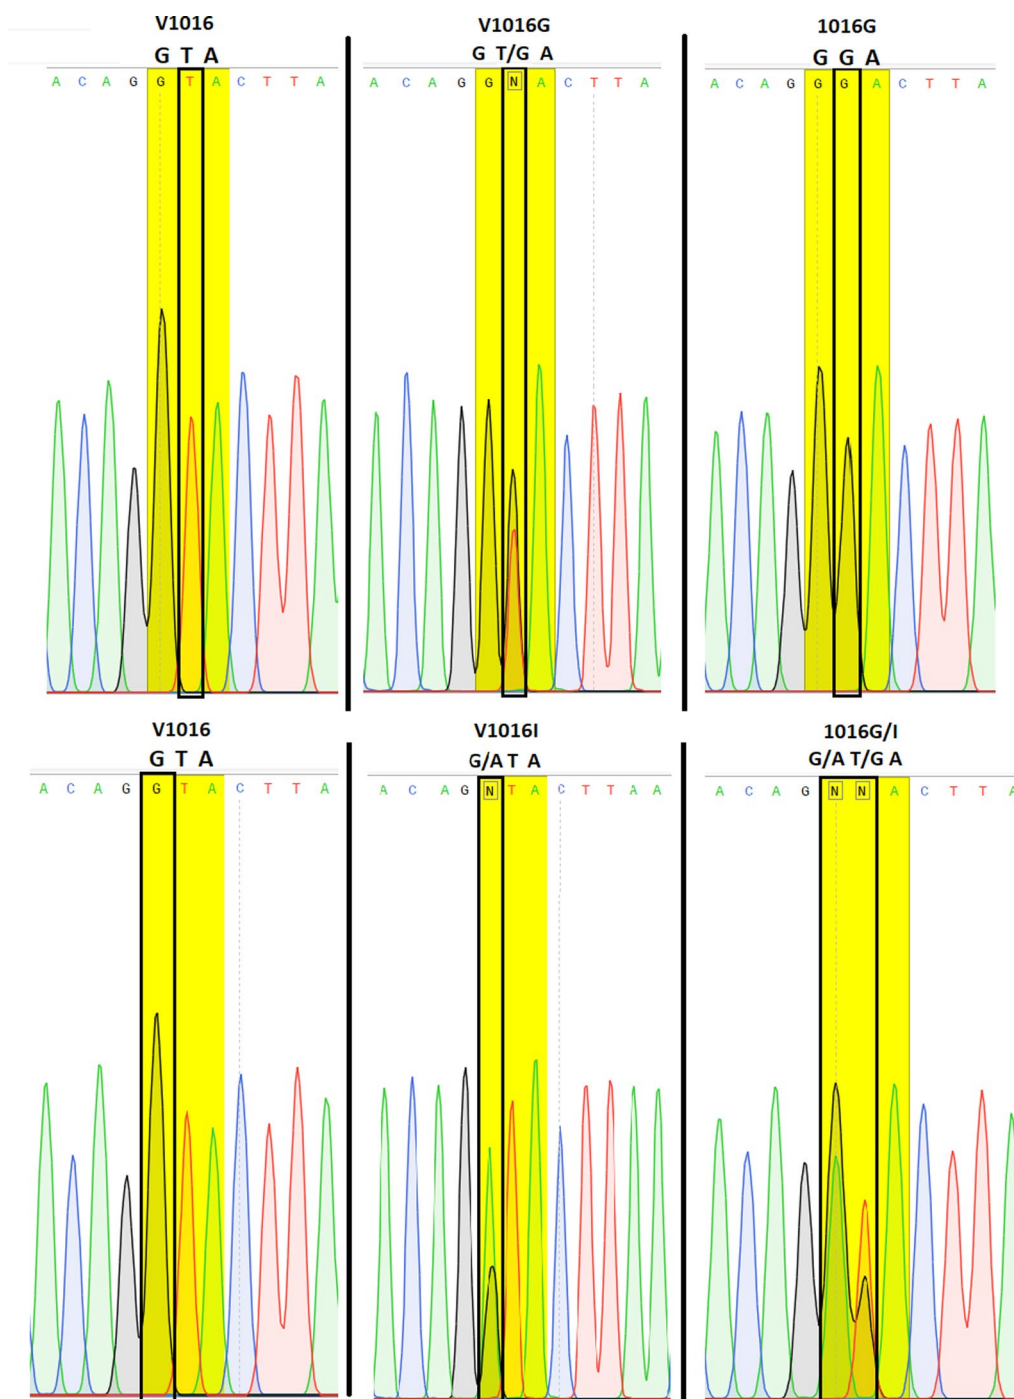 V1016
G T A
A C A G G T A C T T A
V1016G
G T/G A
A C A G G N A C T T A
1016G
G G A
A C A G G G A C T T A
V1016
G T A
A C A G G T A C T T A
V1016I
G/A T A
A C A G N T A C T T A A
1016G/I
G/A T/G A
A C A G N N A C T T A